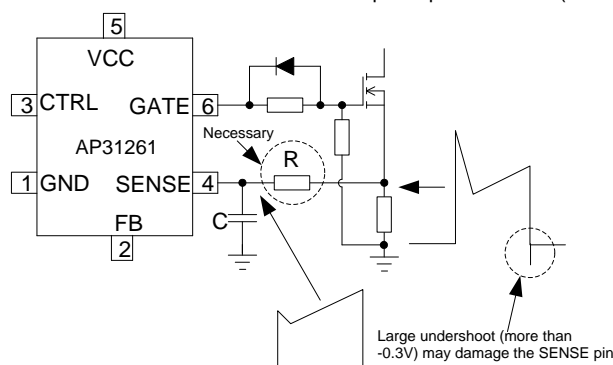 5
VCC
3 CTRL GATE 6
Necessary
AP31261
R
1 GND SENSE 4
C
FB
2
Large undershoot (more than
-0.3V) may damage the SENSE pin